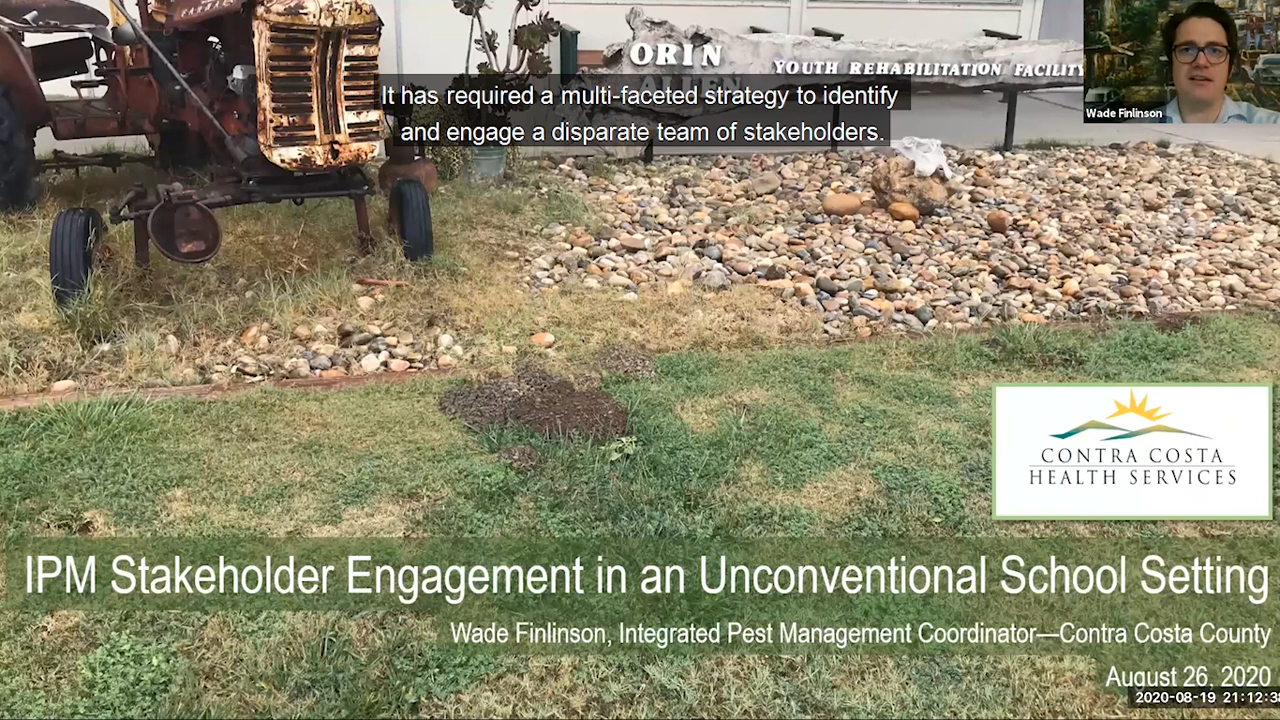 ORIN
ALLEN
YOUTH REHABILITATION FACILITY
It has required a multi-faceted strategy to identify
and engage a disparate team of stakeholders.
Wade Finlinson
CONTRA COSTA
HEALTH SERVICES
IPM Stakeholder Engagement in an Unconventional School Setting
Wade Finlinson, Integrated Pest Management Coordinator—Contra Costa County
August 26, 2020
2020-08-19 21:12:3